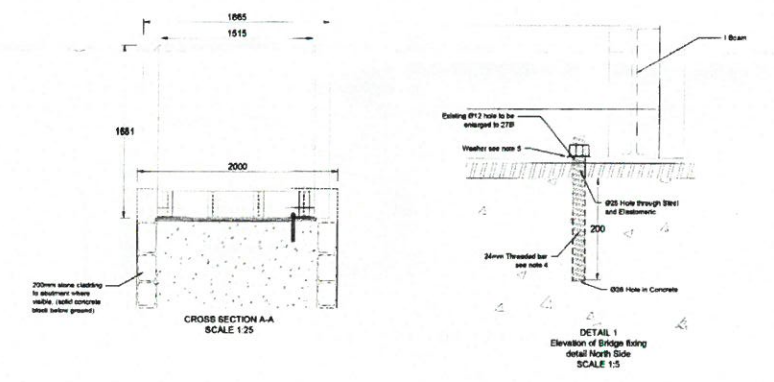 1865
1615
1681
2000
200mm stone cladding
to abutment where
visible. (solid concrete
block below ground)
CROSS SECTION A-A
SCALE 1:25
I Beam
Existing Ø12 hole to be
enlarged to 27Ø
Washer see note 5
Ø25 Hole through Steel
and Elastomeric
200
24mm Threaded bar
see note 4
Ø28 Hole in Concrete
DETAIL 1
Elevation of Bridge fixing
detail North Side
SCALE 1:5